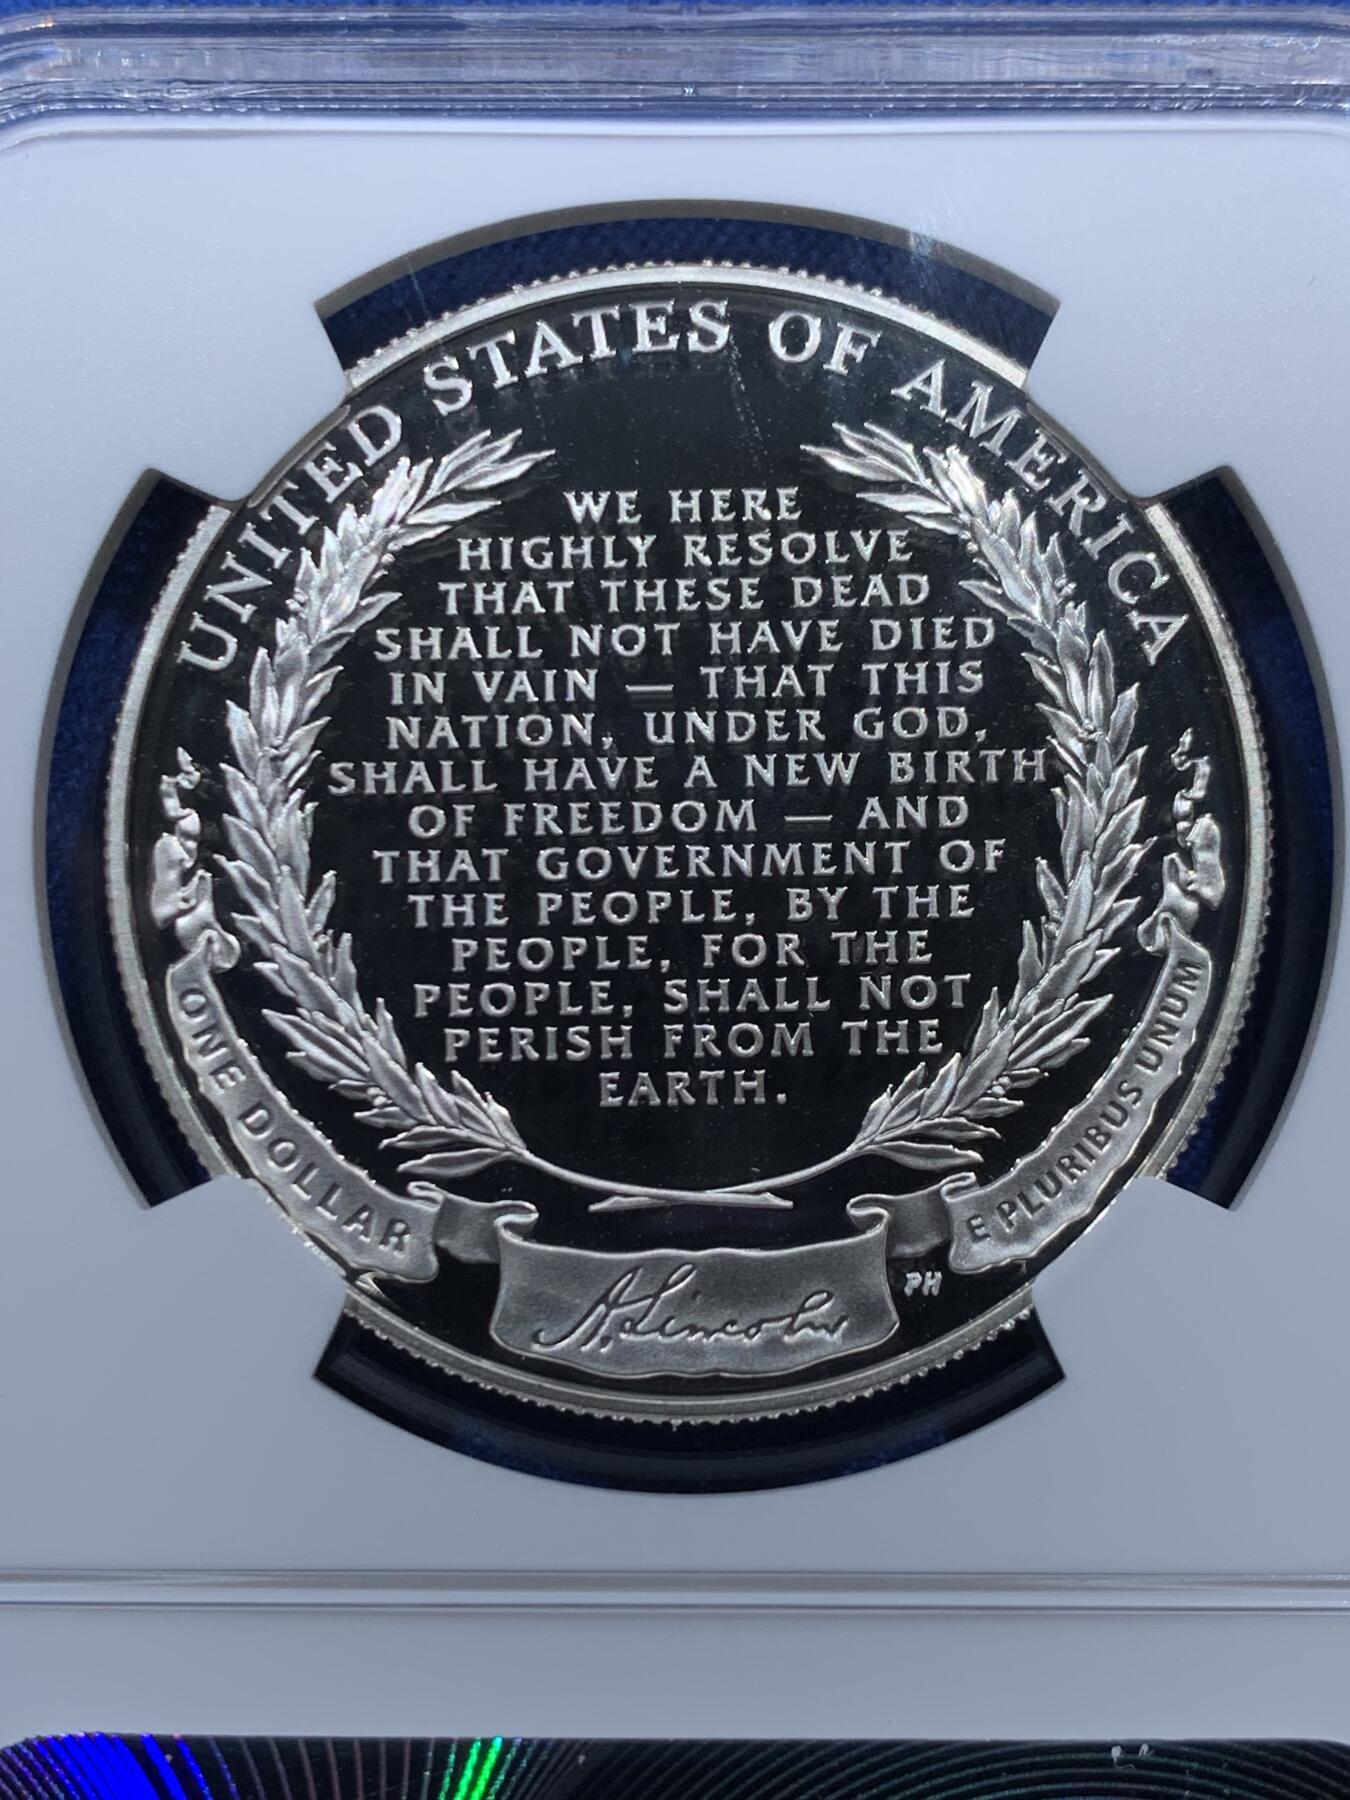 UNITED STATES OF AMERICA
WE HERE
HIGHLY RESOLVE
THAT THESE DEAD
SHALL NOT HAVE DIED
IN VAIN — THAT THIS
NATION, UNDER GOD,
SHALL HAVE A NEW BIRTH
OF FREEDOM — AND
THAT GOVERNMENT OF
THE PEOPLE, BY THE
PEOPLE, FOR THE
PEOPLE, SHALL NOT
PERISH FROM THE
EARTH.
ONE DOLLAR
E PLURIBUS UNUM
A. Lincoln
PH